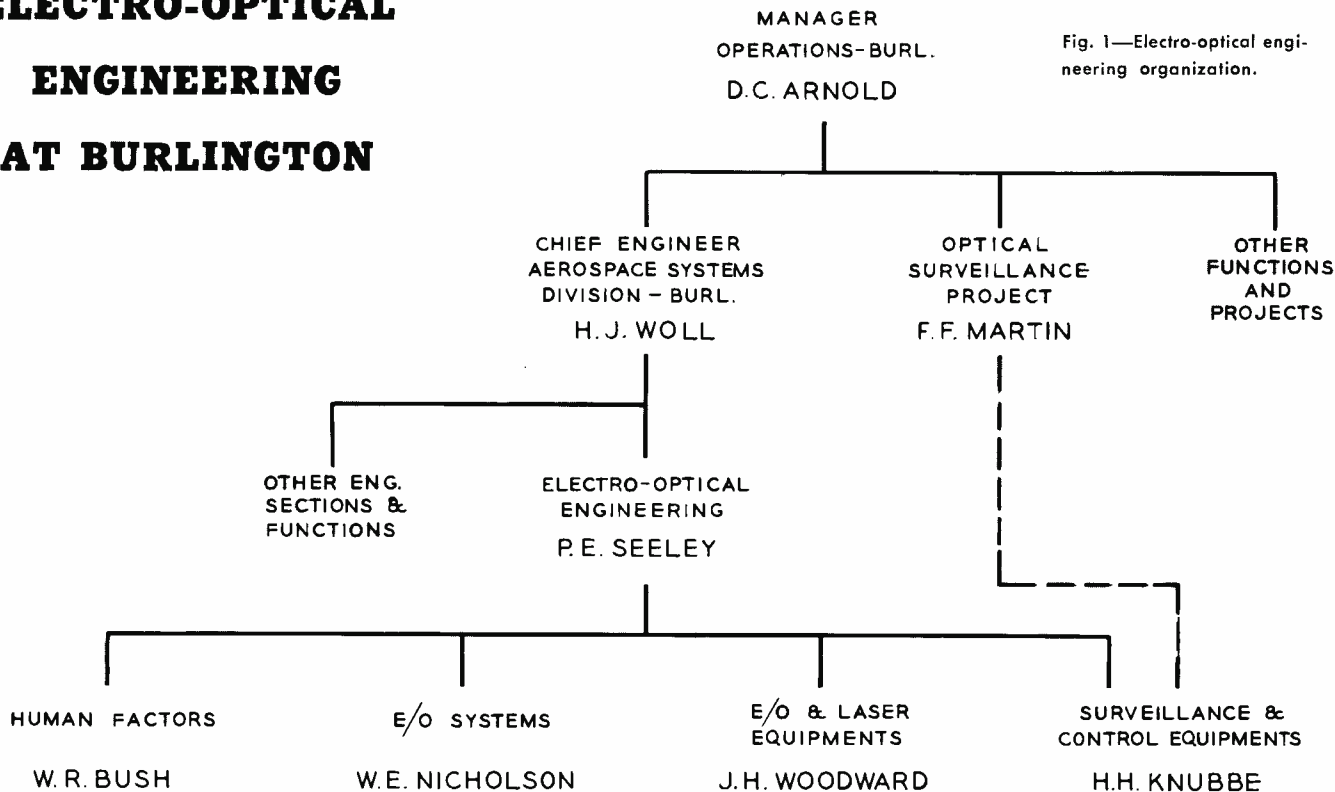 ELECTRO-OPTICAL
ENGINEERING
AT BURLINGTON
MANAGER
OPERATIONS-BURL.
D.C. ARNOLD
Fig. 1—Electro-optical engi-
neering organization.
CHIEF ENGINEER
AEROSPACE SYSTEMS
DIVISION - BURL.
H.J. WOLL
OPTICAL
SURVEILLANCE
PROJECT
F.F. MARTIN
OTHER
FUNCTIONS
AND
PROJECTS
OTHER ENG.
SECTIONS &
FUNCTIONS
ELECTRO-OPTICAL
ENGINEERING
P.E. SEELEY
HUMAN FACTORS
W.R. BUSH
E/O SYSTEMS
W.E. NICHOLSON
E/O & LASER
EQUIPMENTS
J.H. WOODWARD
SURVEILLANCE &
CONTROL EQUIPMENTS
H.H. KNUBBE